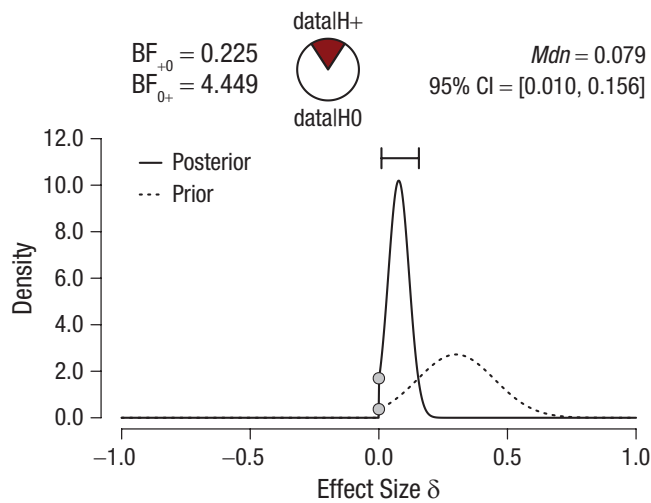 data|H+
BF+0 = 0.225
BF0+ = 4.449
data|H0
Mdn = 0.079
95% CI = [0.010, 0.156]
12.0
10.0
8.0
6.0
4.0
2.0
0.0
Density
Posterior
Prior
−1.0 −0.5 0.0 0.5 1.0
Effect Size δ